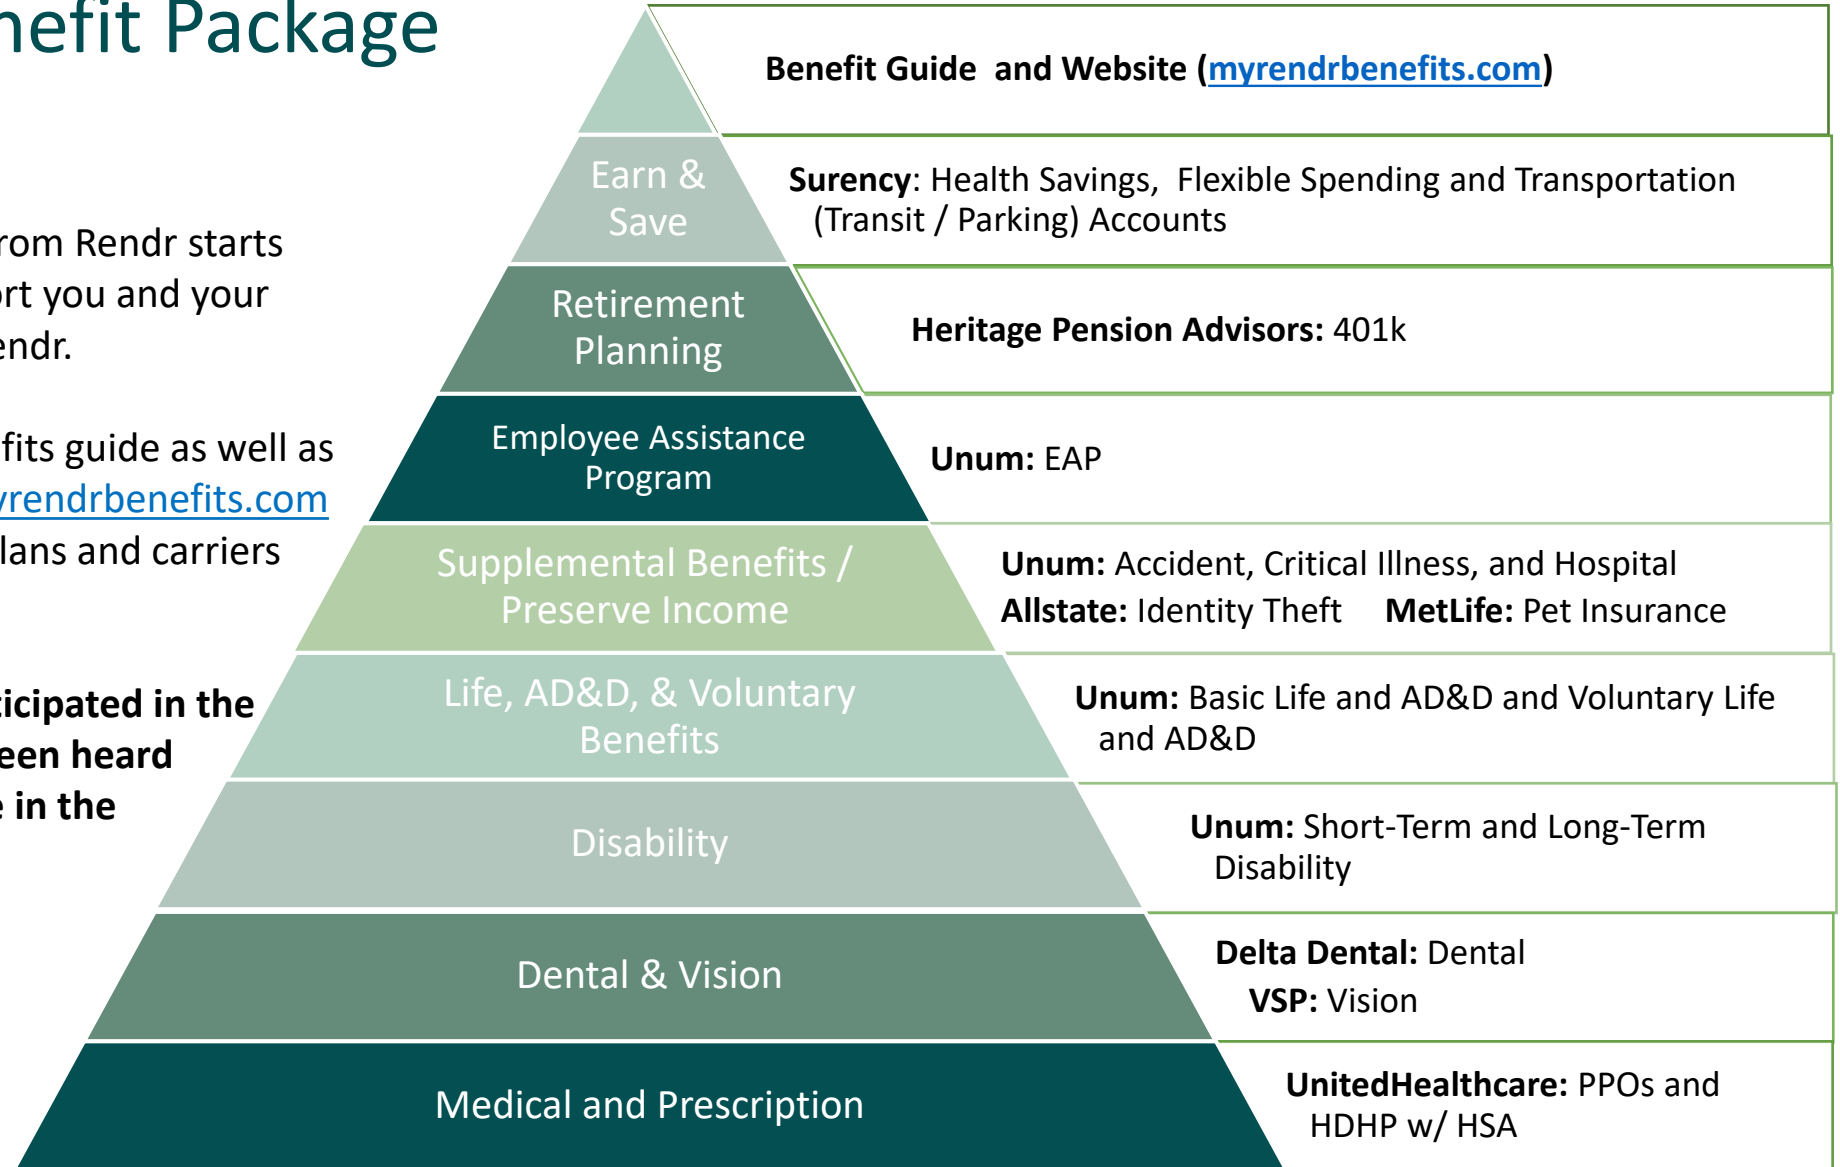 nefit Package
rom Rendr starts
ort you and your
endr.
fits guide as well as
yrendrbenefits.com
lans and carriers
ticipated in the
een heard
e in the
Benefit Guide  and Website (myrendrbenefits.com)
Earn &
Save
Surency: Health Savings,  Flexible Spending and Transportation
(Transit / Parking) Accounts
Retirement
Planning
Heritage Pension Advisors: 401k
Employee Assistance
Program
Unum: EAP
Supplemental Benefits /
Preserve Income
Unum: Accident, Critical Illness, and Hospital
Allstate: Identity Theft    MetLife: Pet Insurance
Life, AD&D, & Voluntary
Benefits
Unum: Basic Life and AD&D and Voluntary Life
and AD&D
Disability
Unum: Short-Term and Long-Term
Disability
Dental & Vision
Delta Dental: Dental
VSP: Vision
Medical and Prescription
UnitedHealthcare: PPOs and
HDHP w/ HSA